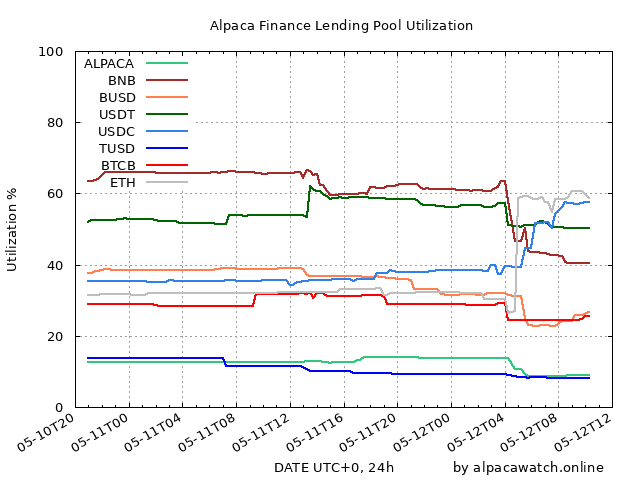 Alpaca Finance Lending Pool Utilization
100
80
60
40
20
0
Utilization %
ALPACA
BNB
BUSD
USDT
USDC
TUSD
BTCB
ETH
05-10T20
05-11T00
05-11T04
05-11T08
05-11T12
05-11T16
05-11T20
05-12T00
05-12T04
05-12T08
05-12T12
DATE UTC+0, 24h
by alpacawatch.online